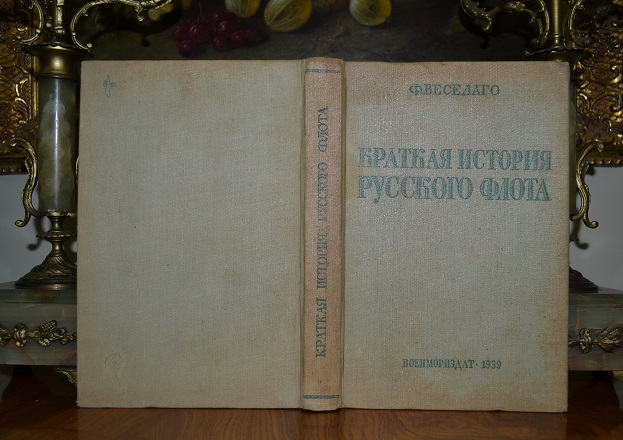 Ф. ВЕСЕЛАГО
КРАТКАЯ ИСТОРИЯ
РУССКОГО ФЛОТА
ВОЕНМОРИЗДАТ · 1939
КРАТКАЯ ИСТОРИЯ РУССКОГО ФЛОТА